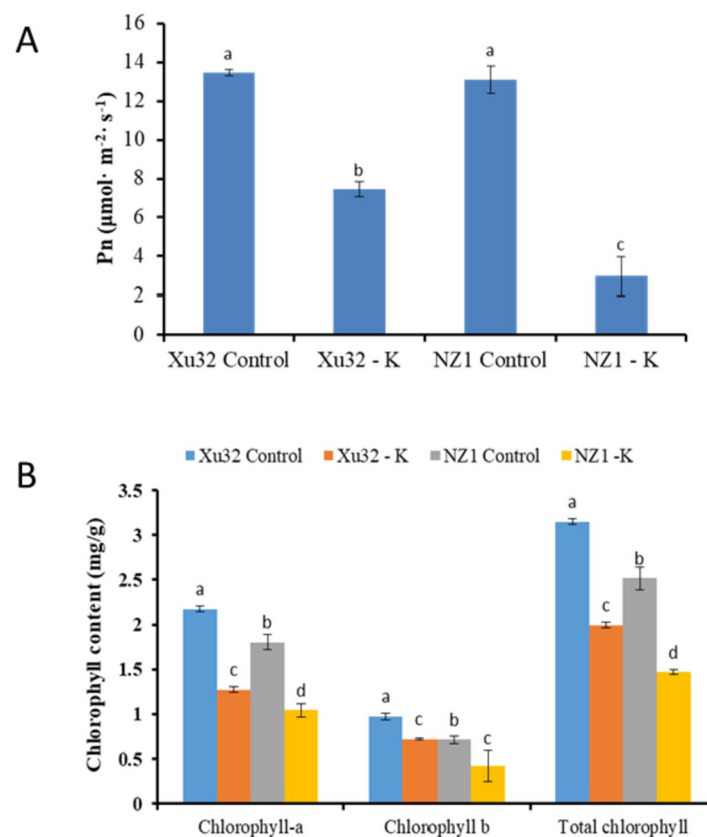 A
Pn (µmol· m⁻²· s⁻¹)
16
14
12
10
8
6
4
2
0
a
b
a
c
Xu32 Control
Xu32 - K
NZ1 Control
NZ1 - K
B
Xu32 Control
Xu32 - K
NZ1 Control
NZ1 -K
Chlorophyll content (mg/g)
3.5
3
2.5
2
1.5
1
0.5
0
a
c
b
d
a
c
b
c
a
c
b
d
Chlorophyll-a
Chlorophyll b
Total chlorophyll